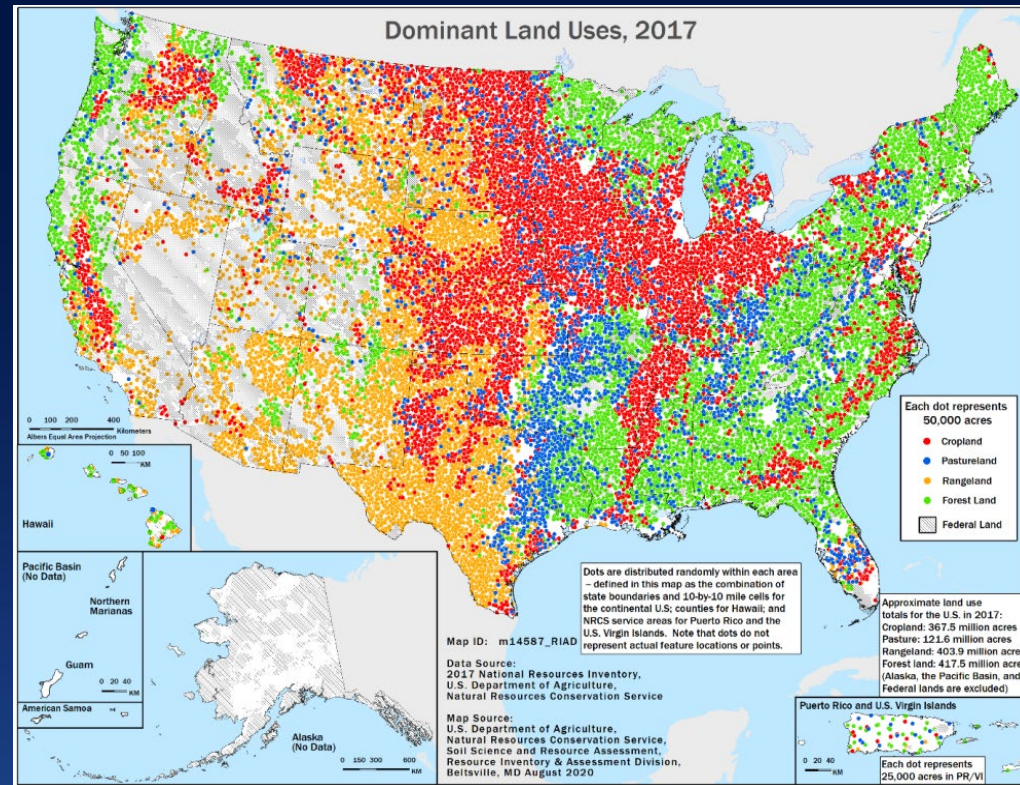 Dominant Land Uses, 2017
0 100 200 400
Kilometers
Albers Equal Area Projection
0 50 100
KM
Hawaii
Pacific Basin
(No Data)
Northern
Marianas
Guam
0 20 40
KM
American Samoa
Alaska
(No Data)
0 150 300 600
KM
Map ID: m14587_RIAD
Data Source:
2017 National Resources Inventory,
U.S. Department of Agriculture,
Natural Resources Conservation Service
Map Source:
U.S. Department of Agriculture,
Natural Resources Conservation Service,
Soil Science and Resource Assessment,
Resource Inventory & Assessment Division,
Beltsville, MD August 2020
Dots are distributed randomly within each area
– defined in this map as the combination of
state boundaries and 10-by-10 mile cells for
the continental U.S; counties for Hawaii; and
NRCS service areas for Puerto Rico and the
U.S. Virgin Islands. Note that dots do not
represent actual feature locations or points.
Each dot represents
50,000 acres
Cropland
Pastureland
Rangeland
Forest Land
Federal Land
Approximate land use
totals for the U.S. in 2017:
Cropland: 367.5 million acres
Pasture: 121.6 million acres
Rangeland: 403.9 million acre
Forest land: 417.5 million acre
(Alaska, the Pacific Basin, and
Federal lands are excluded)
Puerto Rico and U.S. Virgin Islands
0 20 40
KM
Each dot represents
25,000 acres in PR/VI